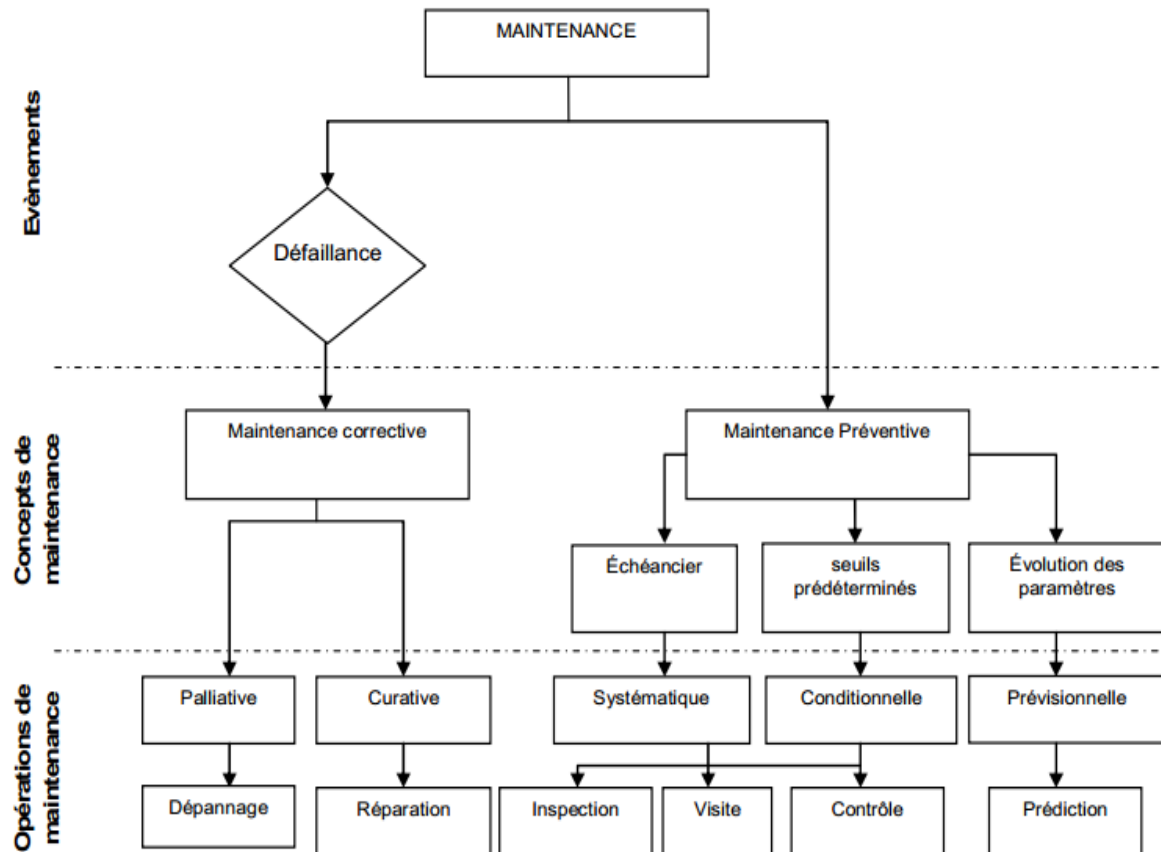 MAINTENANCE
Evènements
Défaillance
Concepts de
maintenance
Maintenance corrective
Maintenance Préventive
Échéancier
seuils
prédéterminés
Évolution des
paramètres
Opérations de
maintenance
Palliative
Curative
Systématique
Conditionnelle
Prévisionnelle
Dépannage
Réparation
Inspection
Visite
Contrôle
Prédiction